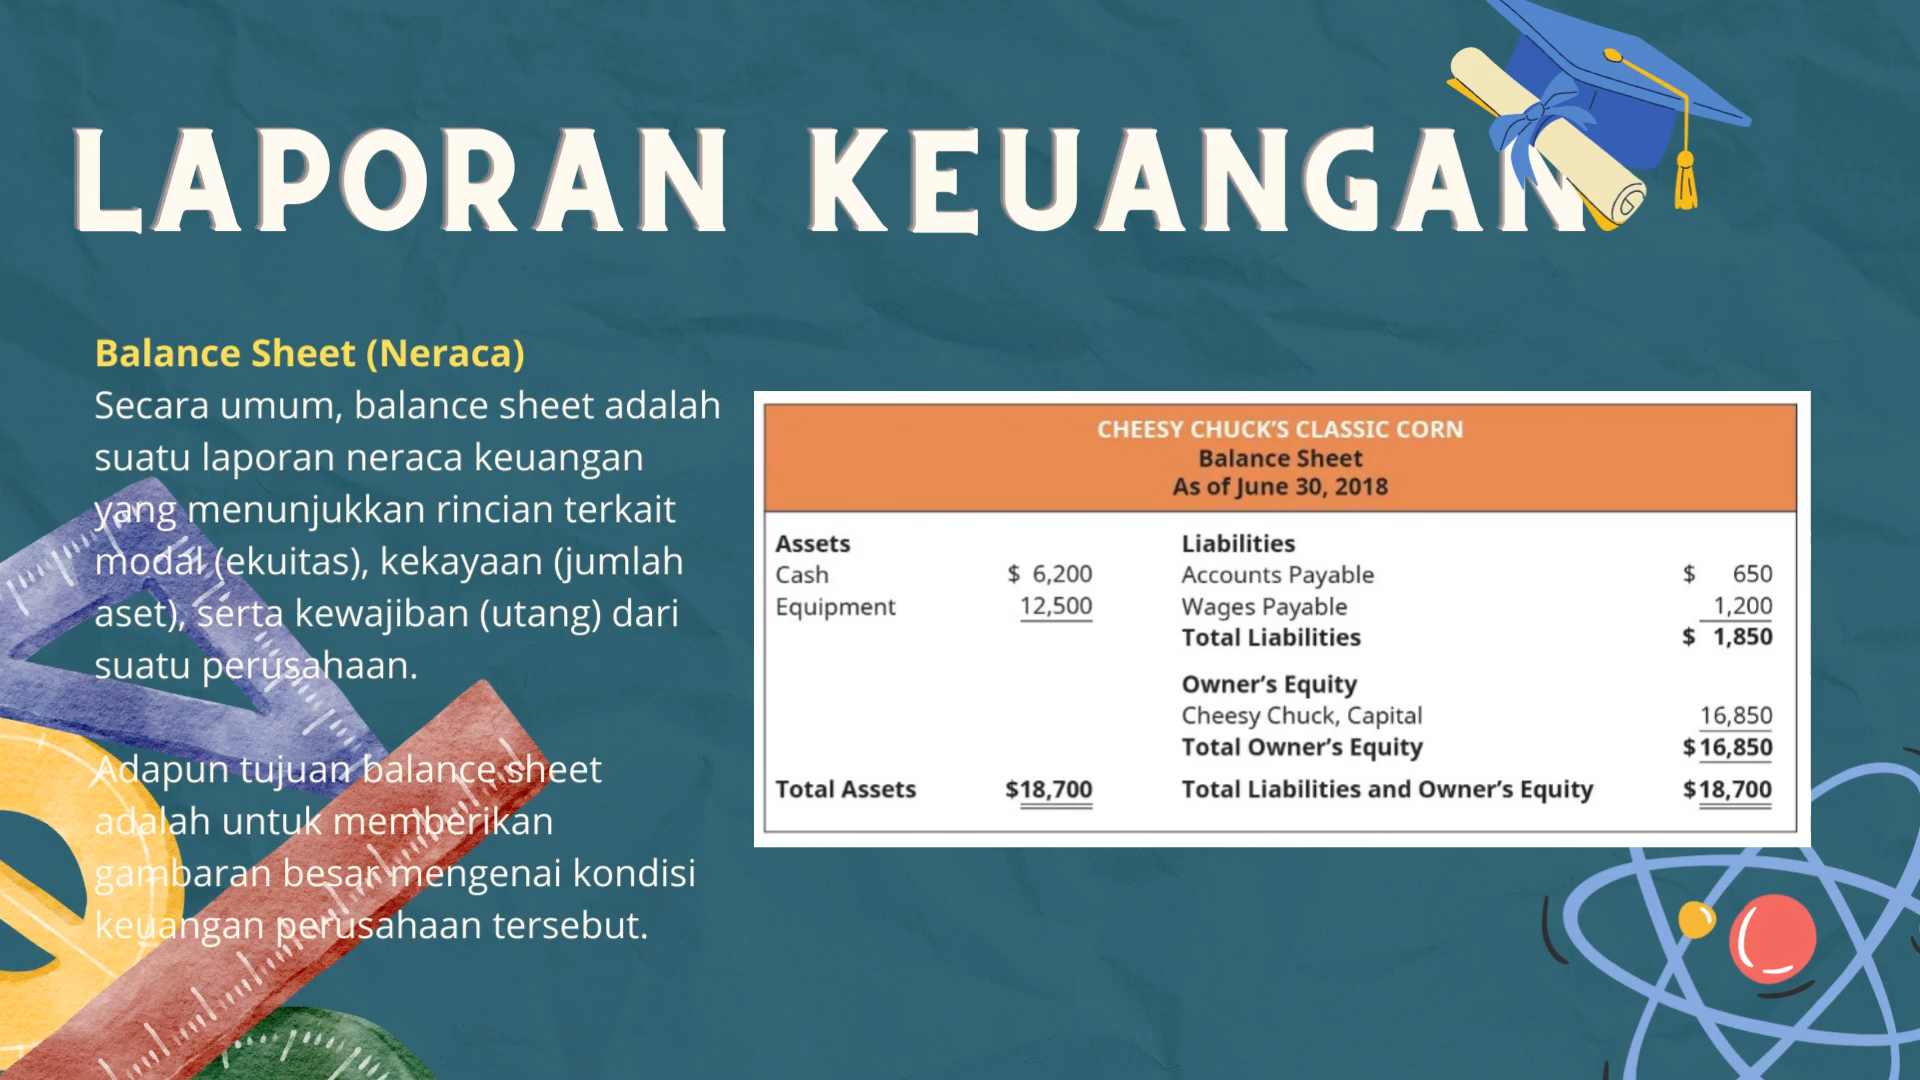 LAPORAN KEUANGAN
Balance Sheet (Neraca)
Secara umum, balance sheet adalah
suatu laporan neraca keuangan
yang menunjukkan rincian terkait
modal (ekuitas), kekayaan (jumlah
aset), serta kewajiban (utang) dari
suatu perusahaan.
Adapun tujuan balance sheet
adalah untuk memberikan
gambaran besar mengenai kondisi
keuangan perusahaan tersebut.
CHEESY CHUCK'S CLASSIC CORN
Balance Sheet
As of June 30, 2018
Assets Liabilities
Cash $ 6,200 Accounts Payable $ 650
Equipment 12,500 Wages Payable 1,200
Total Liabilities $ 1,850
Owner's Equity
Cheesy Chuck, Capital 16,850
Total Owner's Equity $16,850
Total Assets $18,700 Total Liabilities and Owner's Equity $18,700